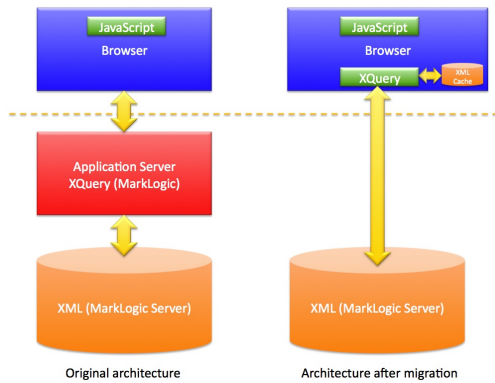 JavaScript
Browser
Application Server
XQuery (MarkLogic)
XML (MarkLogic Server)
Original architecture
JavaScript
Browser
XQuery
XML
Cache
XML (MarkLogic Server)
Architecture after migration